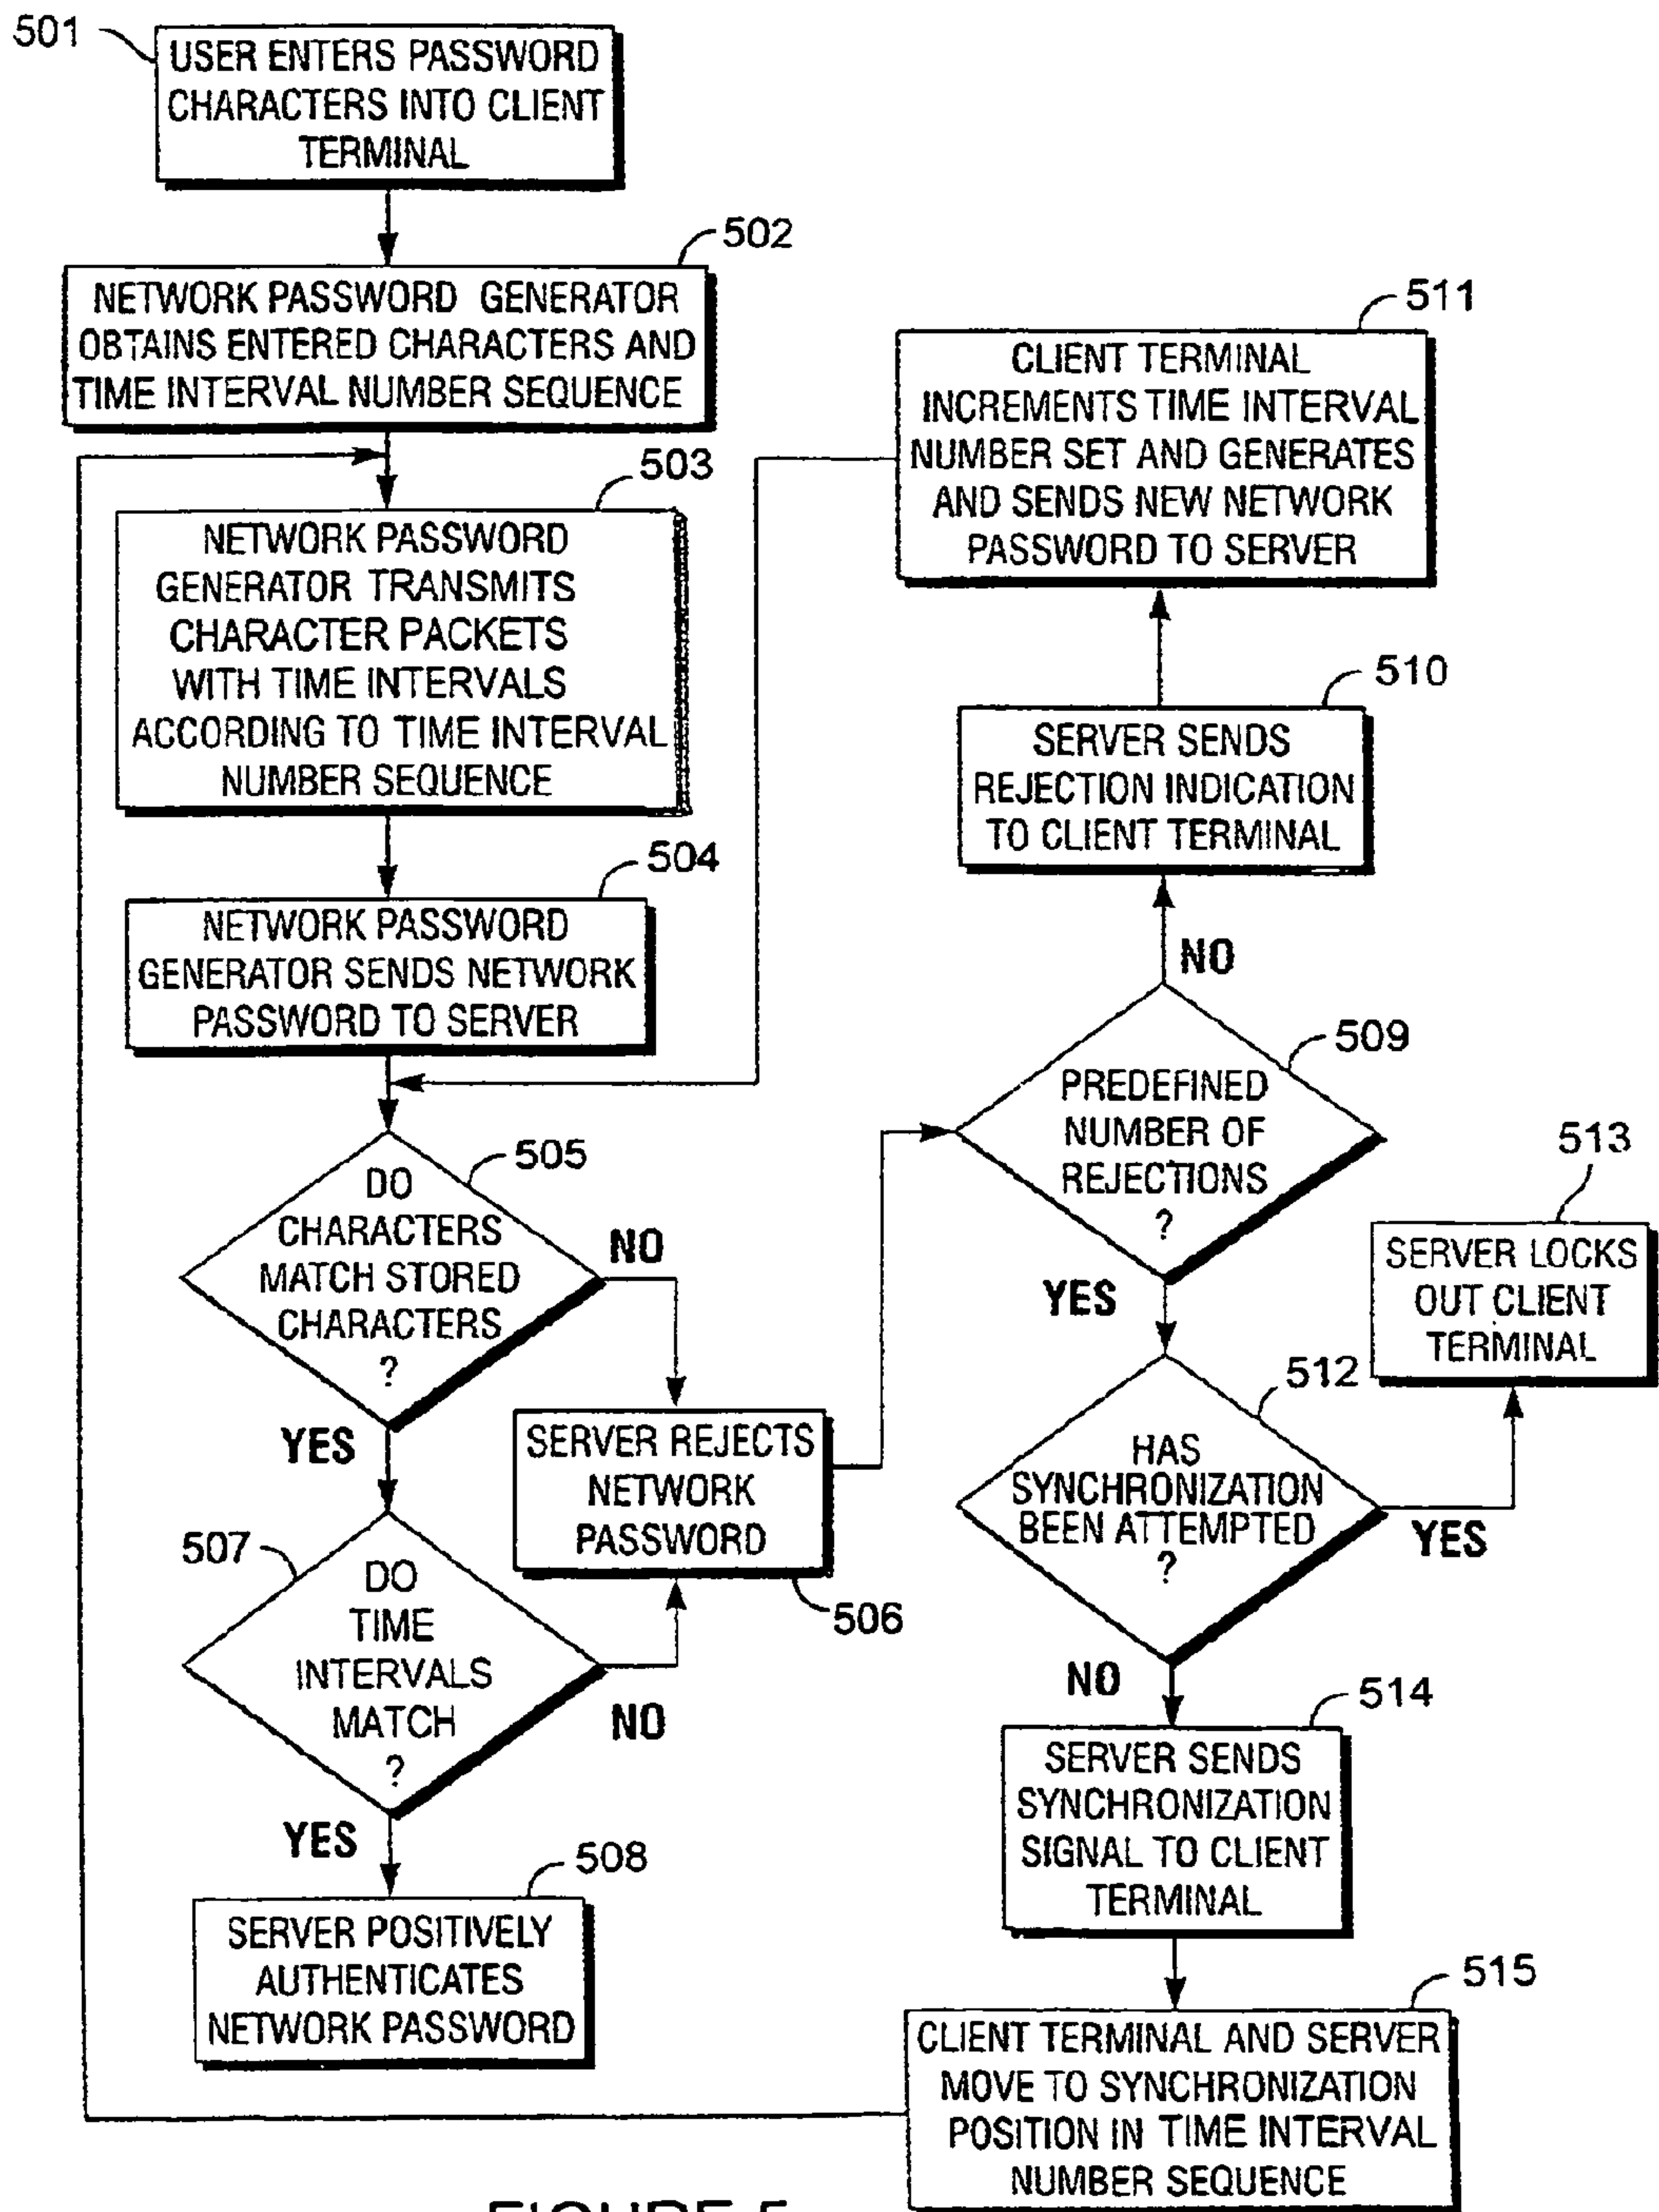 501
USER ENTERS PASSWORD
CHARACTERS INTO CLIENT
TERMINAL
502
NETWORK PASSWORD GENERATOR
OBTAINS ENTERED CHARACTERS AND
TIME INTERVAL NUMBER SEQUENCE
503
NETWORK PASSWORD
GENERATOR TRANSMITS
CHARACTER PACKETS
WITH TIME INTERVALS
ACCORDING TO TIME INTERVAL
NUMBER SEQUENCE
504
NETWORK PASSWORD
GENERATOR SENDS NETWORK
PASSWORD TO SERVER
505
DO
CHARACTERS
MATCH STORED
CHARACTERS
?
NO
YES
SERVER REJECTS
NETWORK
PASSWORD
506
507
DO
TIME
INTERVALS
MATCH
?
NO
YES
508
SERVER POSITIVELY
AUTHENTICATES
NETWORK PASSWORD
511
CLIENT TERMINAL
INCREMENTS TIME INTERVAL
NUMBER SET AND GENERATES
AND SENDS NEW NETWORK
PASSWORD TO SERVER
510
SERVER SENDS
REJECTION INDICATION
TO CLIENT TERMINAL
NO
509
PREDEFINED
NUMBER OF
REJECTIONS
?
YES
513
SERVER LOCKS
OUT CLIENT
TERMINAL
512
HAS
SYNCHRONIZATION
BEEN ATTEMPTED
?
YES
NO
514
SERVER SENDS
SYNCHRONIZATION
SIGNAL TO CLIENT
TERMINAL
515
CLIENT TERMINAL AND SERVER
MOVE TO SYNCHRONIZATION
POSITION IN TIME INTERVAL
NUMBER SEQUENCE
FIGURE 5